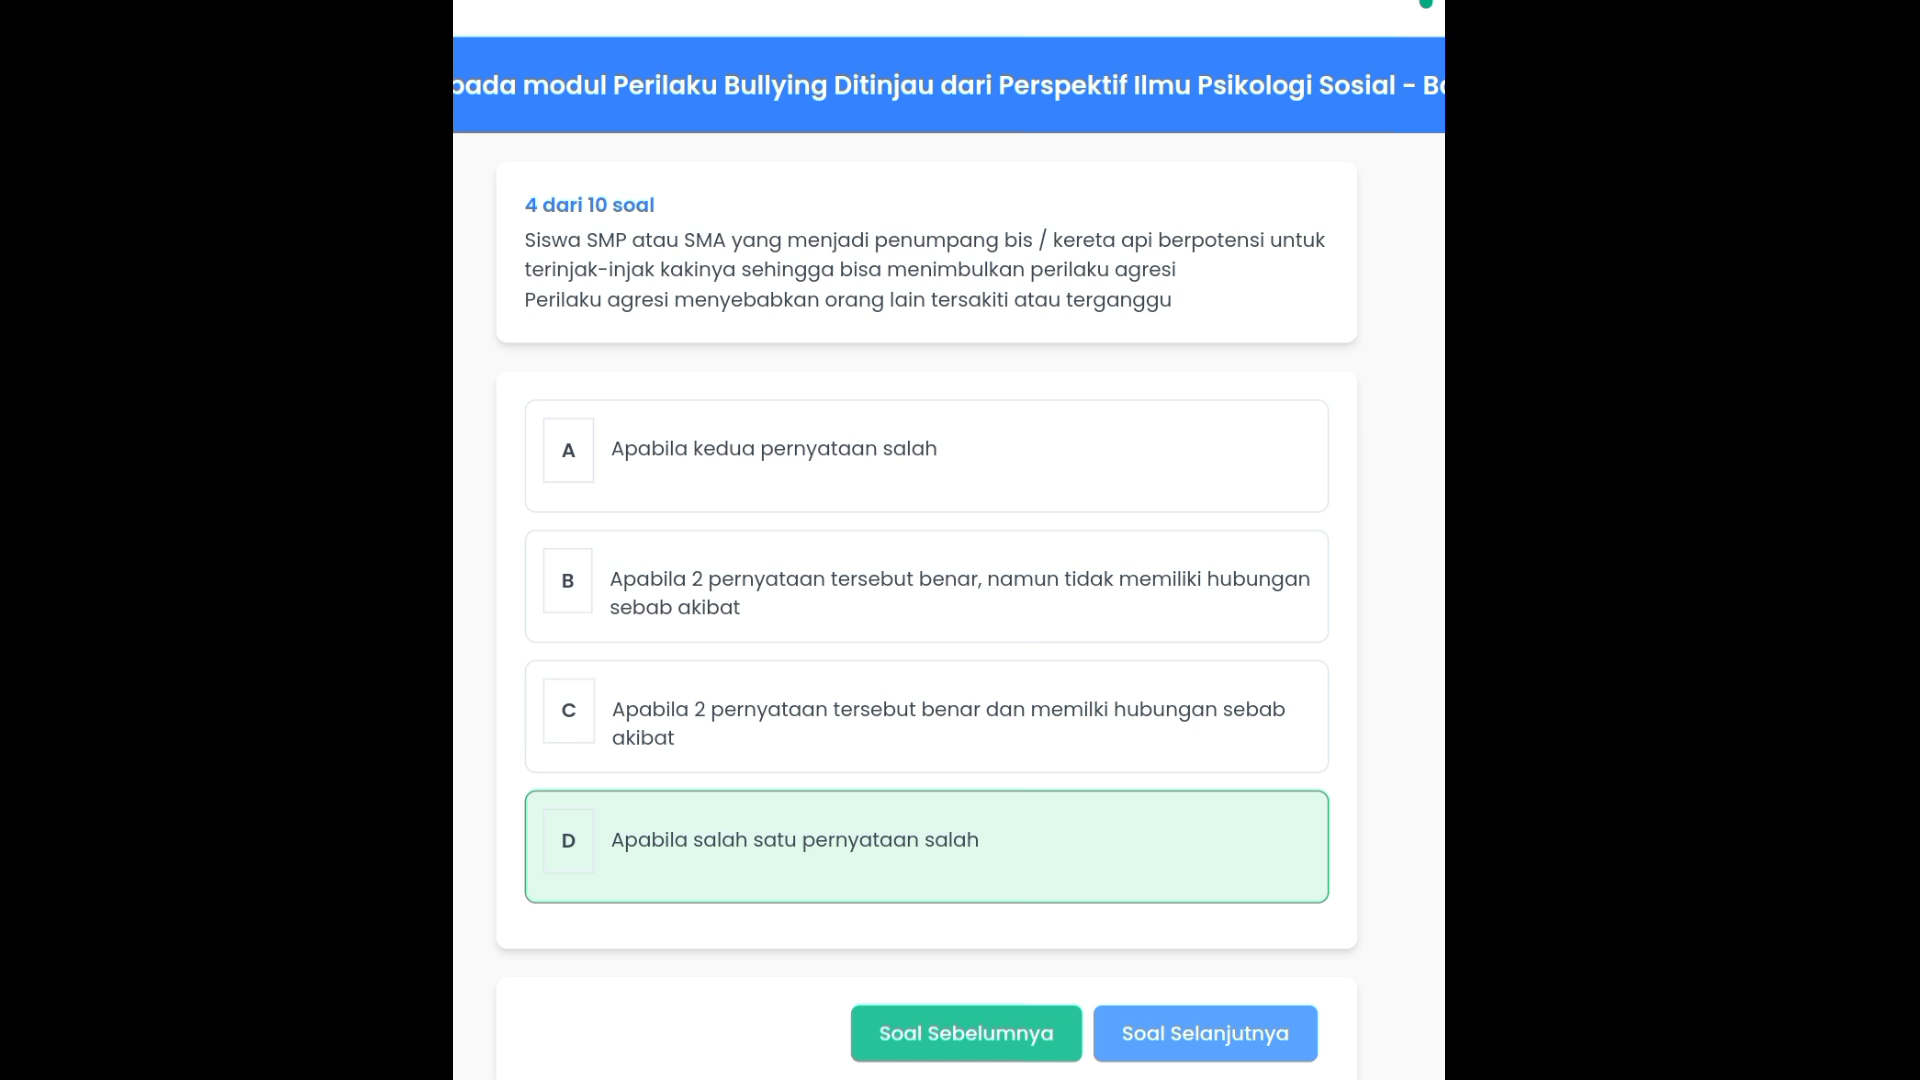 pada modul Perilaku Bullying Ditinjau dari Perspektif Ilmu Psikologi Sosial - Ba
4 dari 10 soal
Siswa SMP atau SMA yang menjadi penumpang bis / kereta api berpotensi untuk
terinjak-injak kakinya sehingga bisa menimbulkan perilaku agresi
Perilaku agresi menyebabkan orang lain tersakiti atau terganggu
A Apabila kedua pernyataan salah
B Apabila 2 pernyataan tersebut benar, namun tidak memiliki hubungan
sebab akibat
C Apabila 2 pernyataan tersebut benar dan memilki hubungan sebab
akibat
D Apabila salah satu pernyataan salah
Soal Sebelumnya Soal Selanjutnya